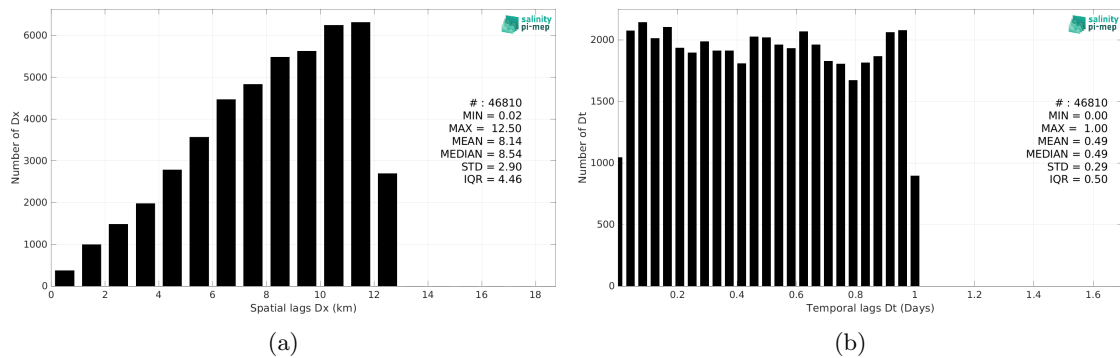 salinity
pi-mep
6000
5000
4000
3000
2000
1000
0
Number of Dx
# : 46810
MIN = 0.02
MAX = 12.50
MEAN = 8.14
MEDIAN = 8.54
STD = 2.90
IQR = 4.46
0 2 4 6 8 10 12 14 16 18
Spatial lags Dx (km)
(a)
salinity
pi-mep
2000
1500
1000
500
0
Number of Dt
# : 46810
MIN = 0.00
MAX = 1.00
MEAN = 0.49
MEDIAN = 0.49
STD = 0.29
IQR = 0.50
0.2 0.4 0.6 0.8 1 1.2 1.4 1.6
Temporal lags Dt (Days)
(b)